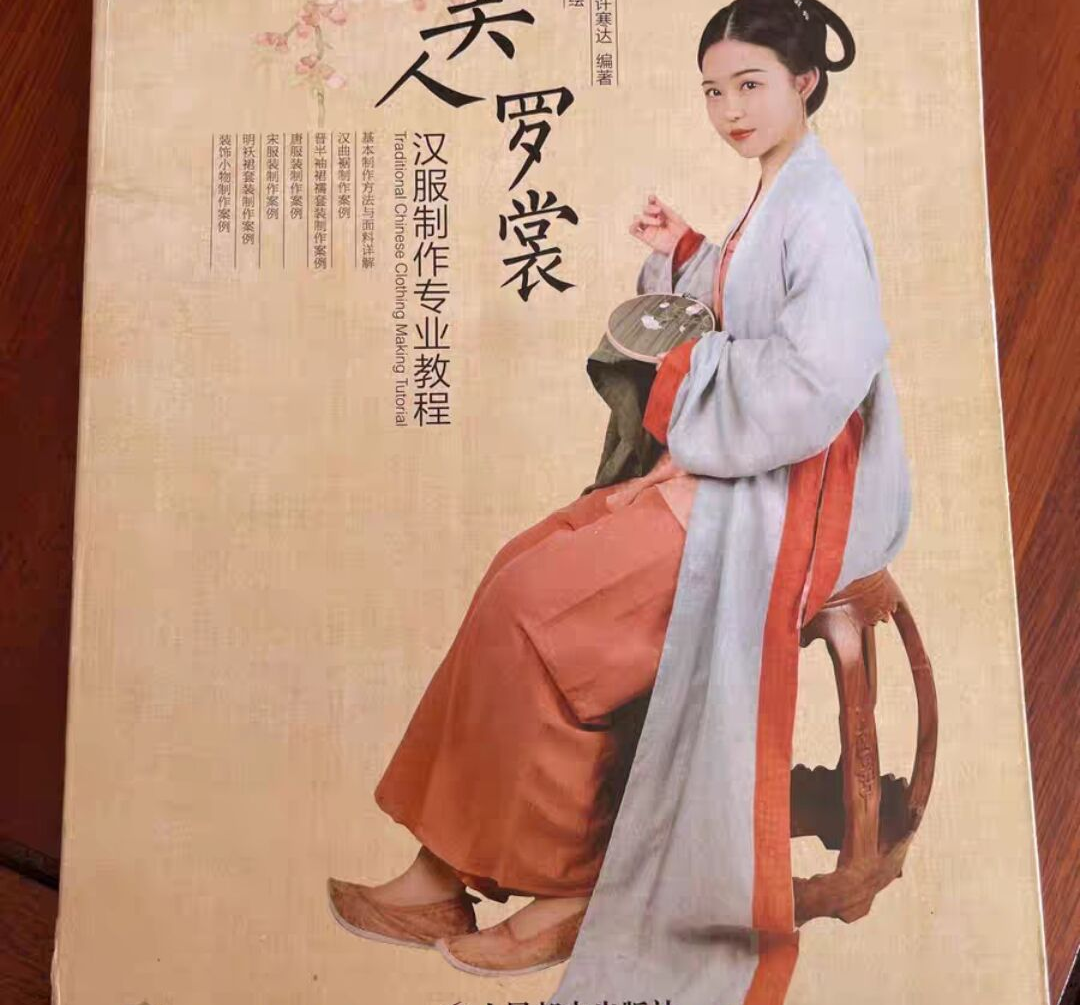 美人
罗裳
许寒达 编著
绘
汉服制作专业教程
Traditional Chinese Clothing Making Tutorial
基本制作方法与面料详解
汉曲裾制作案例
晋半袖裙襦套装制作案例
唐服装制作案例
宋服装制作案例
明袄裙套装制作案例
装饰小物制作案例